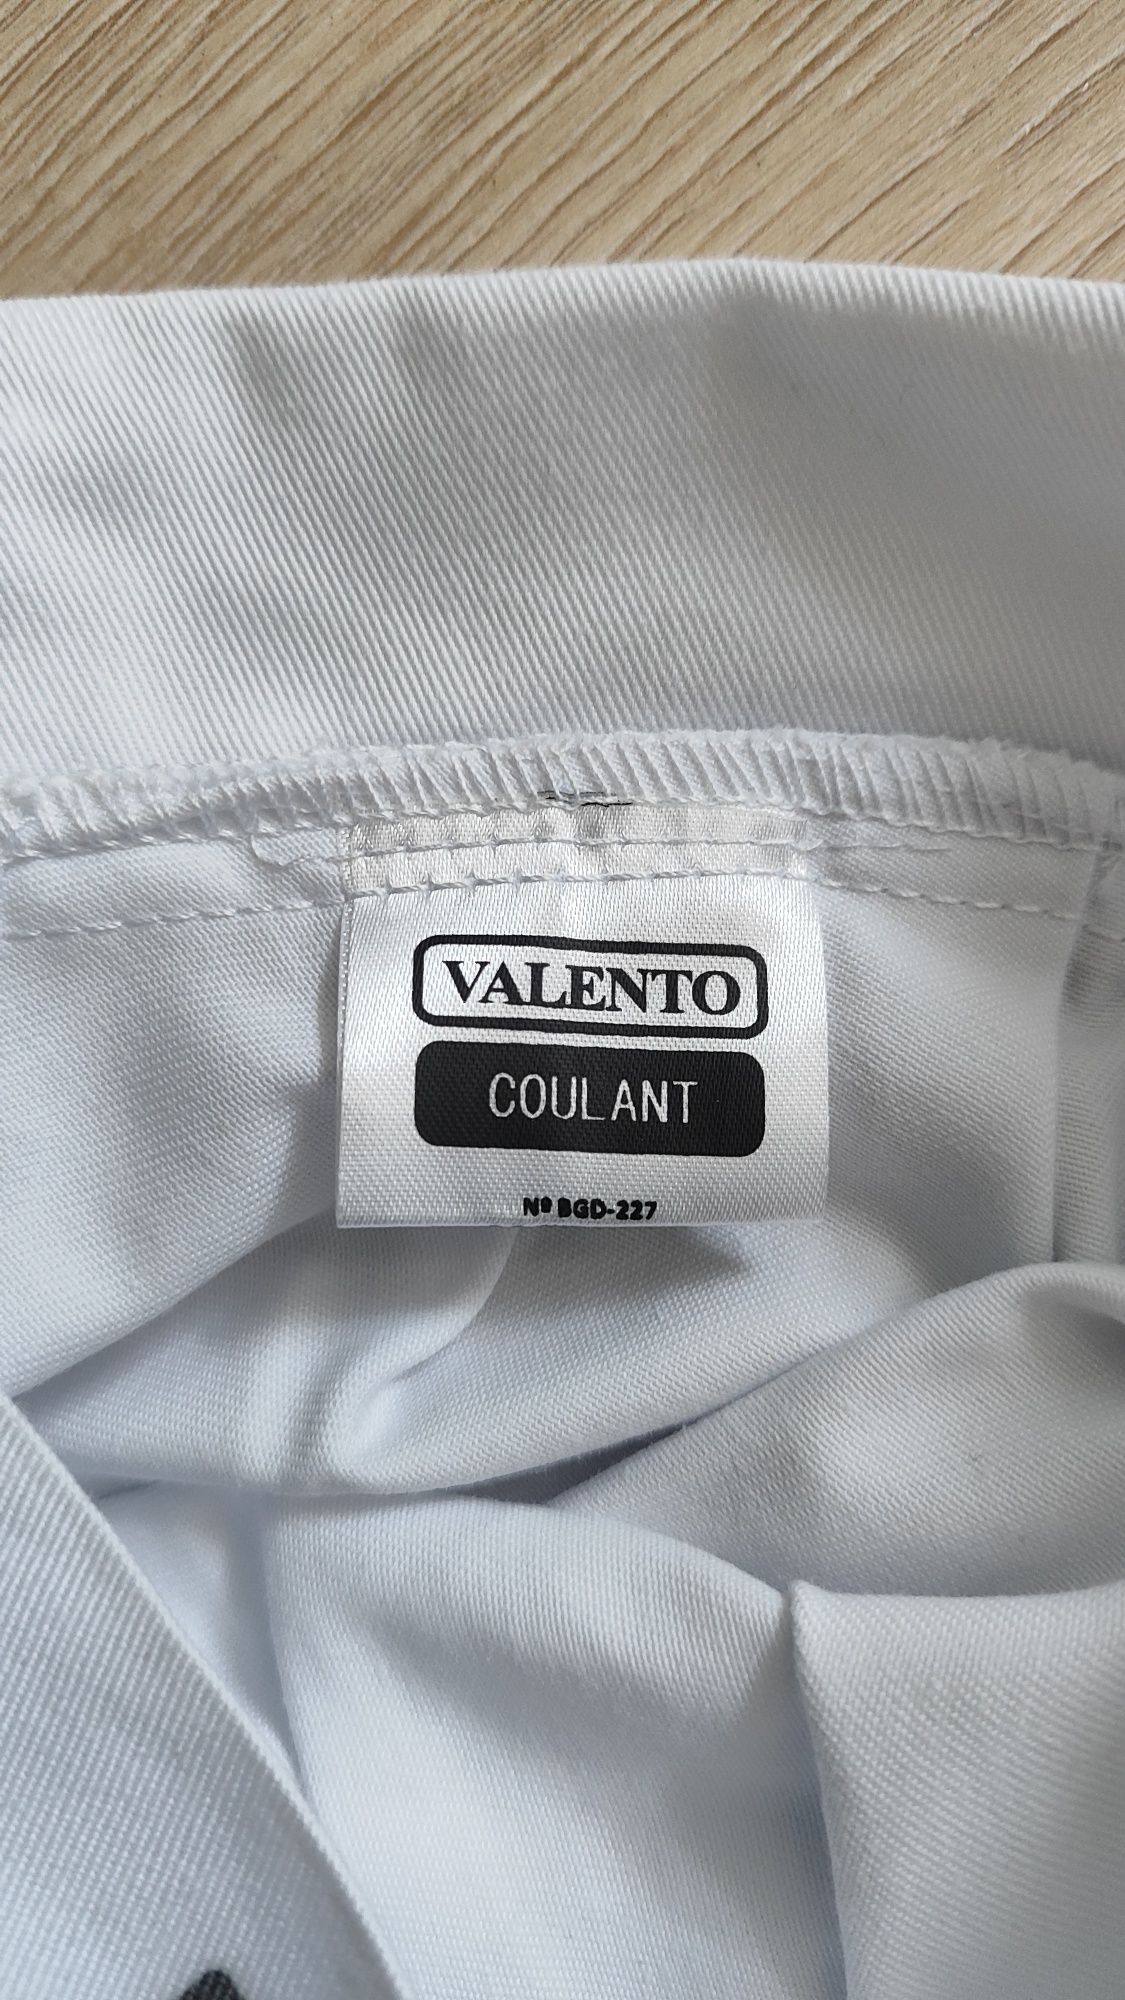 VALENTO
COULANT
Nº BGD-227